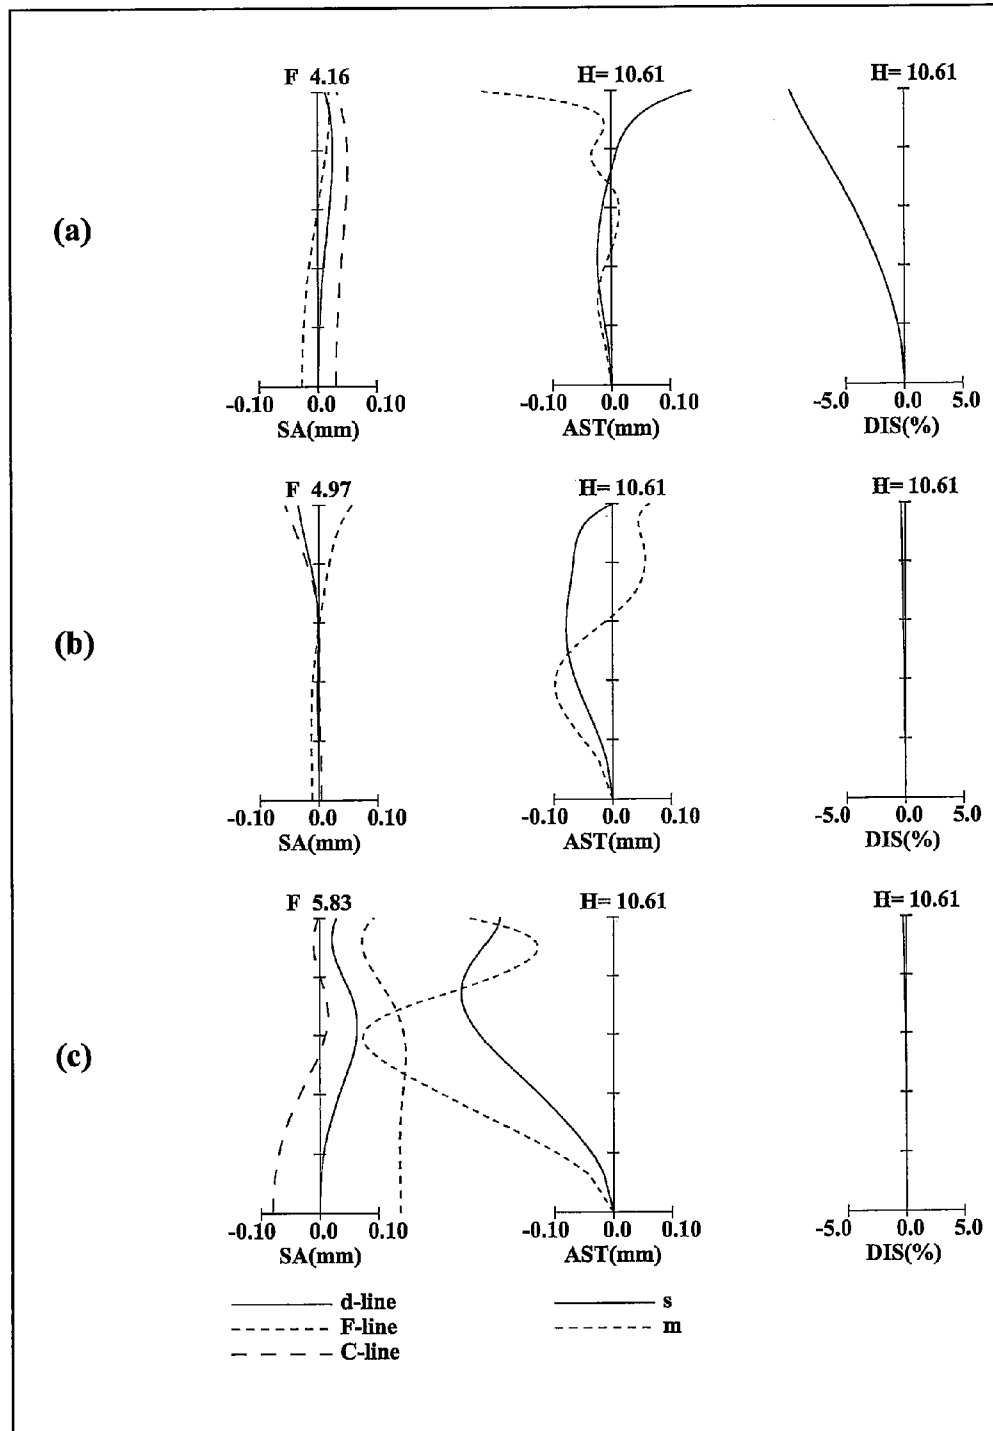 F 4.16 H= 10.61 H= 10.61
(a)
-0.10 0.0 0.10 -0.10 0.0 0.10 -5.0 0.0 5.0
SA(mm) AST(mm) DIS(%)
F 4.97 H= 10.61 H= 10.61
(b)
-0.10 0.0 0.10 -0.10 0.0 0.10 -5.0 0.0 5.0
SA(mm) AST(mm) DIS(%)
F 5.83 H= 10.61 H= 10.61
(c)
-0.10 0.0 0.10 -0.10 0.0 0.10 -5.0 0.0 5.0
SA(mm) AST(mm) DIS(%)
d-line s
F-line m
C-line